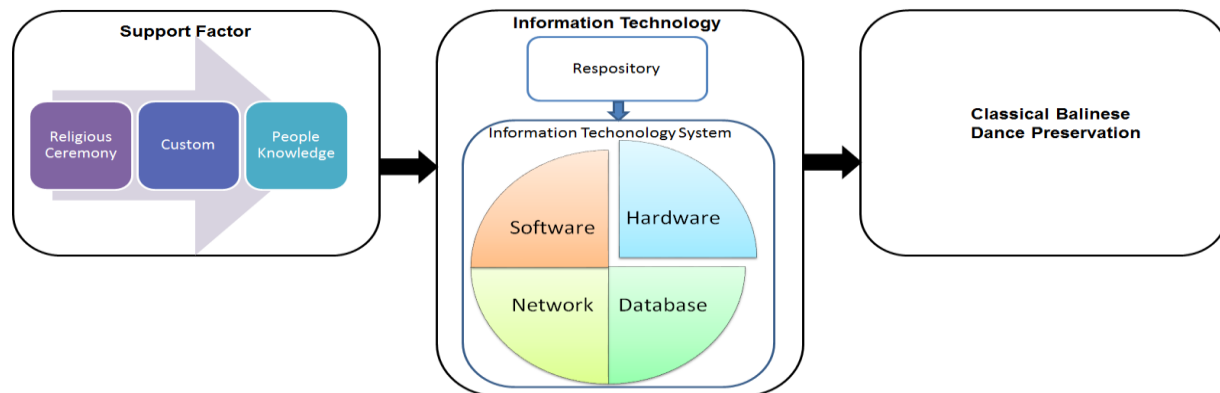 Support Factor
Religious
Ceremony
Custom
People
Knowledge
Information Technology
Respository
Information Techonology System
Software
Hardware
Network
Database
Classical Balinese
Dance Preservation